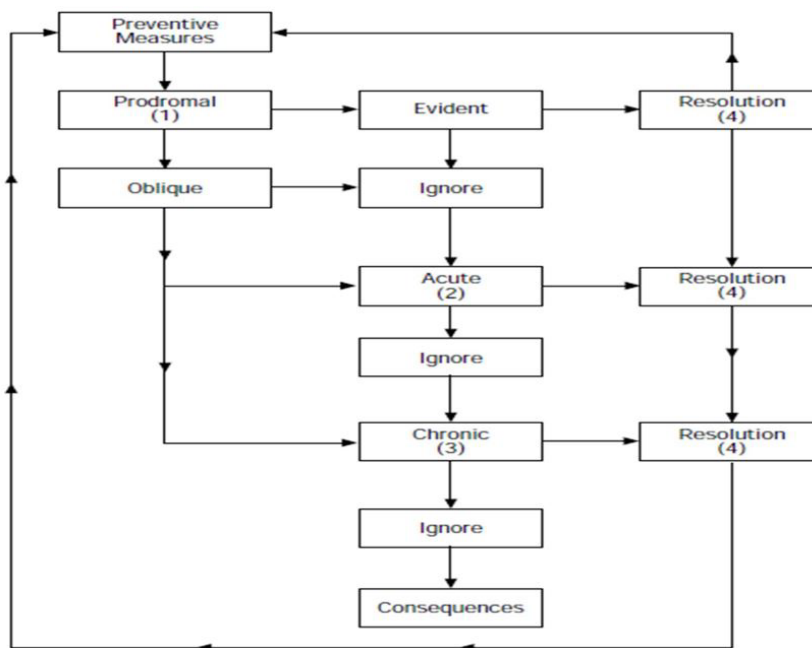 Preventive
Measures
Prodromal
(1)
Evident
Resolution
(4)
Oblique
Ignore
Acute
(2)
Resolution
(4)
Ignore
Chronic
(3)
Resolution
(4)
Ignore
Consequences